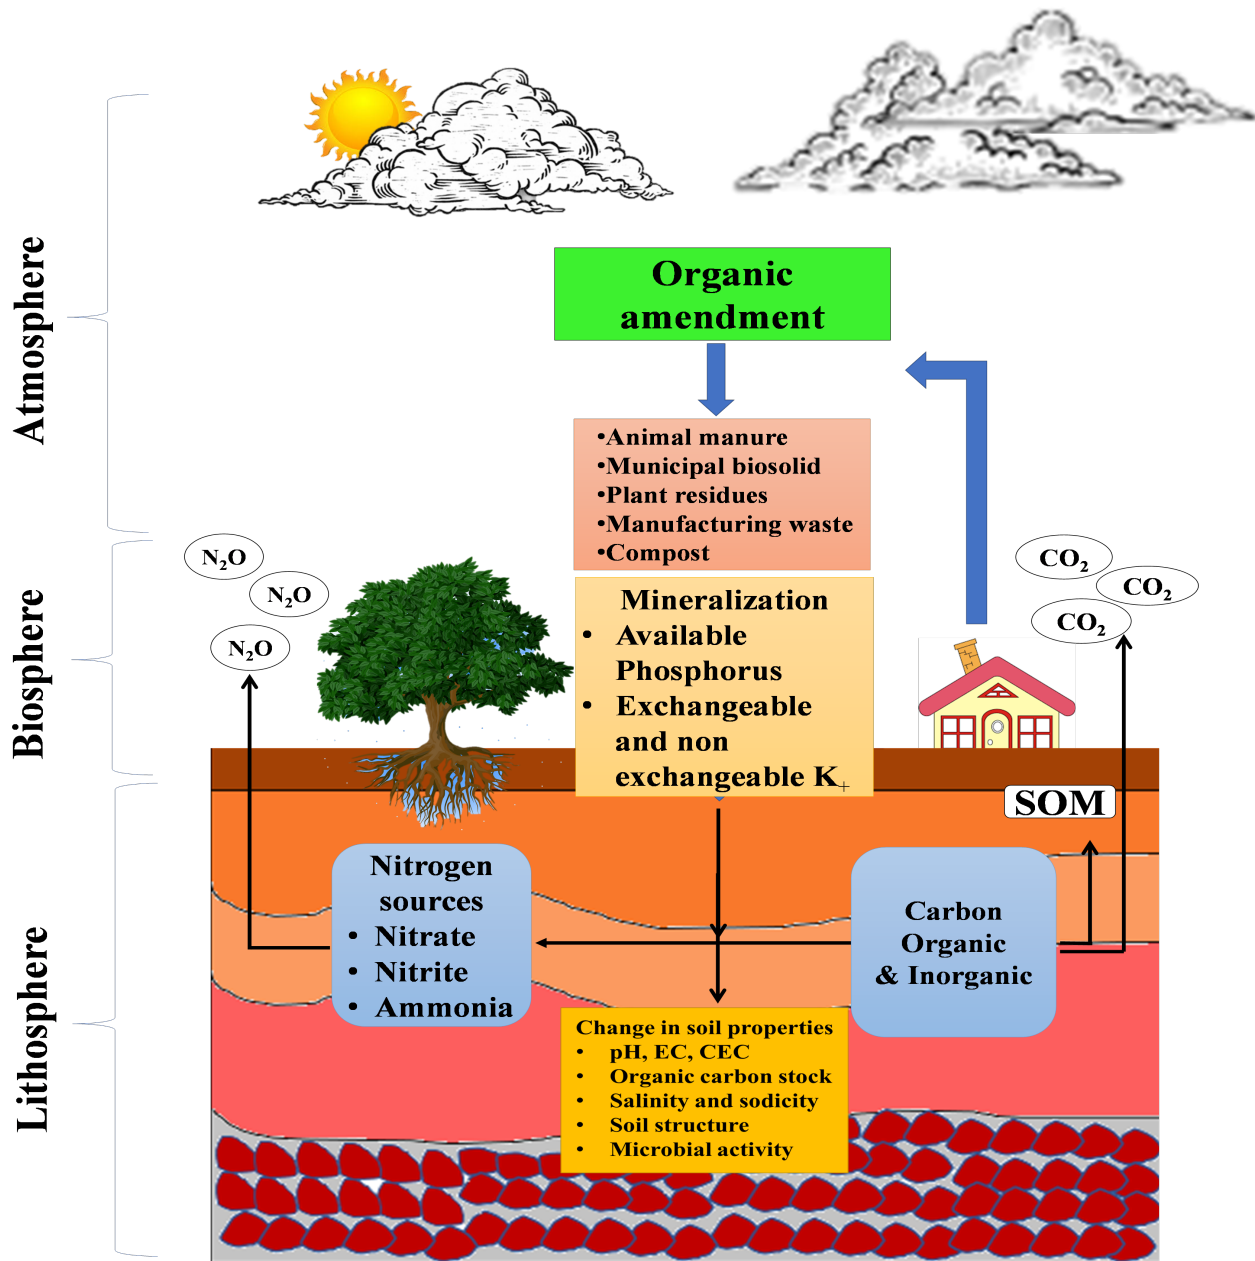 Atmosphere
Biosphere
Lithosphere
Organic
amendment
•Animal manure
•Municipal biosolid
•Plant residues
•Manufacturing waste
•Compost
N₂O
N₂O
N₂O
CO₂
CO₂
CO₂
Mineralization
• Available
Phosphorus
• Exchangeable
and non
exchangeable K₊
SOM
Nitrogen
sources
• Nitrate
• Nitrite
• Ammonia
Carbon
Organic
& Inorganic
Change in soil properties
• pH, EC, CEC
• Organic carbon stock
• Salinity and sodicity
• Soil structure
• Microbial activity